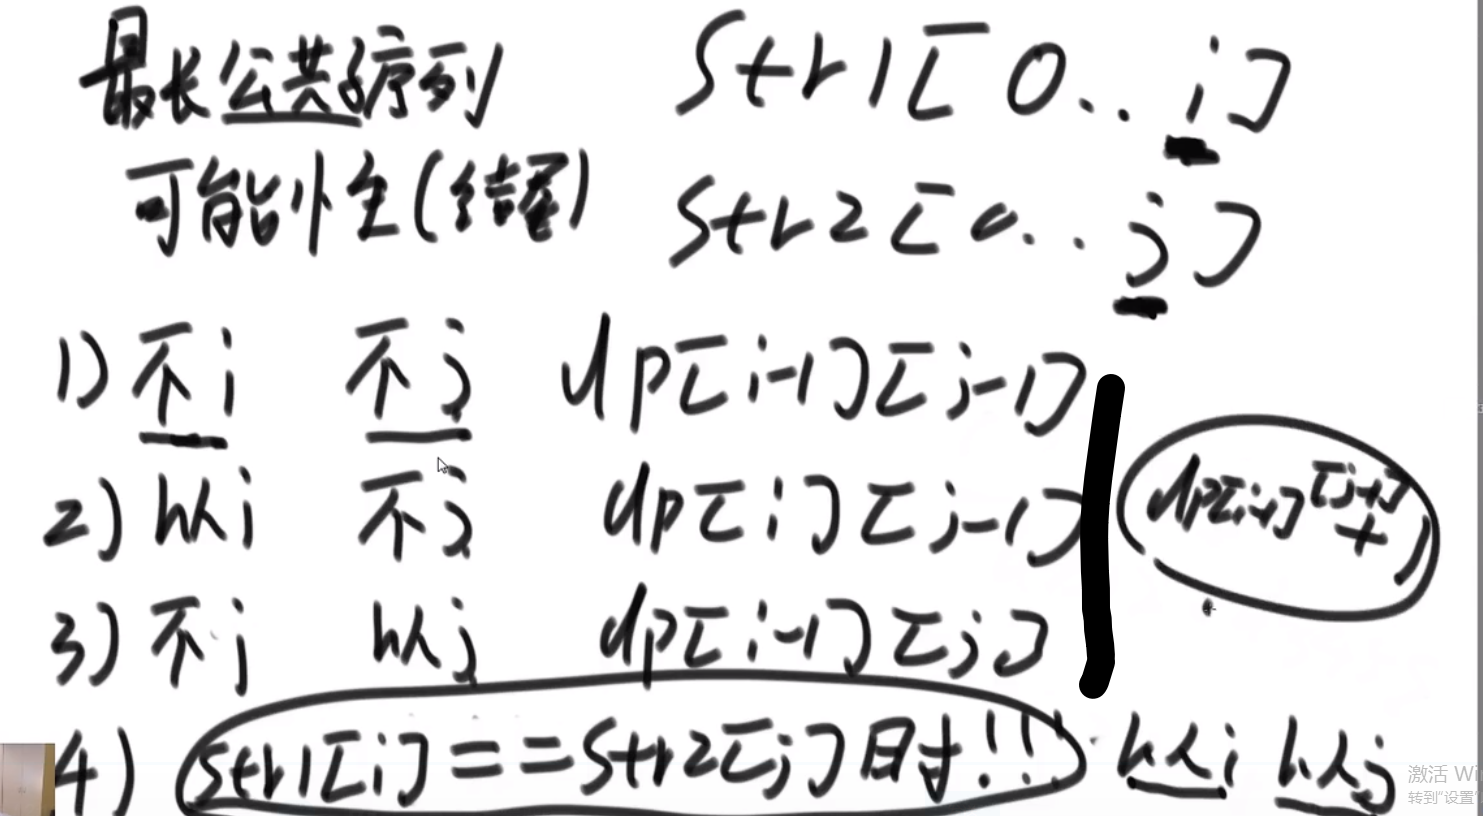 最长公共子序列
str1[0..i]
可能性(结尾)
str2[0..j]
1) 不i 不j dp[i-1][j-1]
2) 以i 不j dp[i][j-1]
dp[i-1][j-1]+1
3) 不i 以j dp[i-1][j]
4) str1[i]==str2[j]时!!! 以i 以j
激活 Wi
转到"设置"